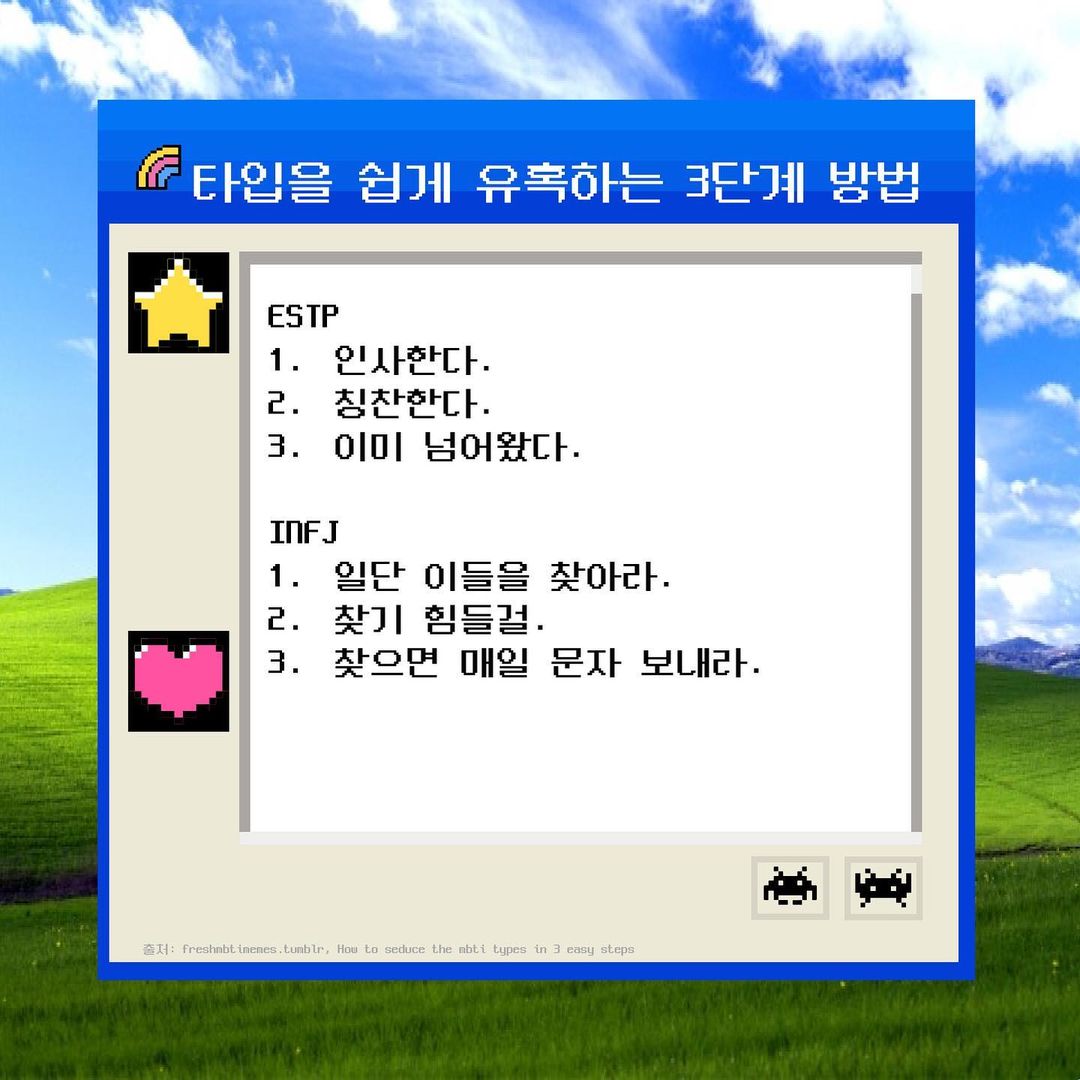 타입을 쉽게 유혹하는 3단계 방법
ESTP
1. 인사한다.
2. 칭찬한다.
3. 이미 넘어왔다.
INFJ
1. 일단 이들을 찾아라.
2. 찾기 힘들걸.
3. 찾으면 매일 문자 보내라.
출처: freshmbtimemes.tumblr, How to seduce the mbti types in 3 easy steps